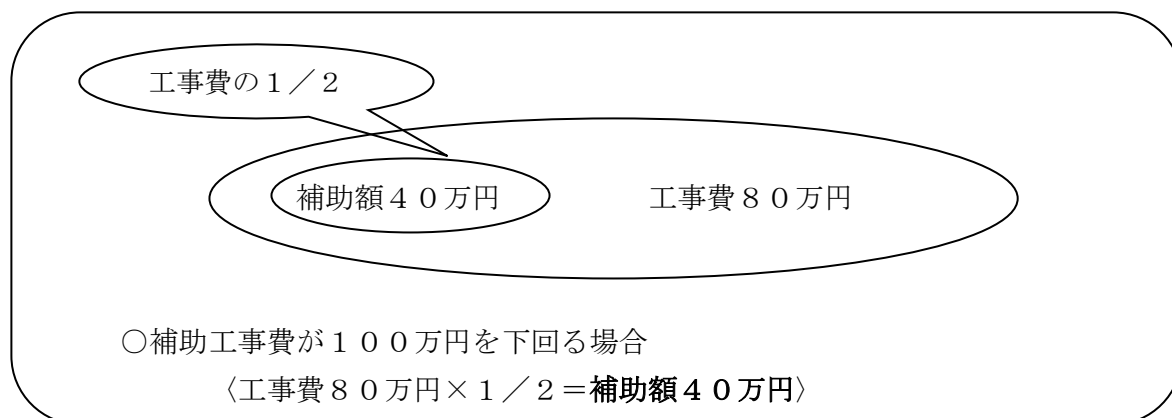 工事費の１／２
補助額４０万円
工事費８０万円
○補助工事費が１００万円を下回る場合
〈工事費８０万円×１／２＝補助額４０万円〉